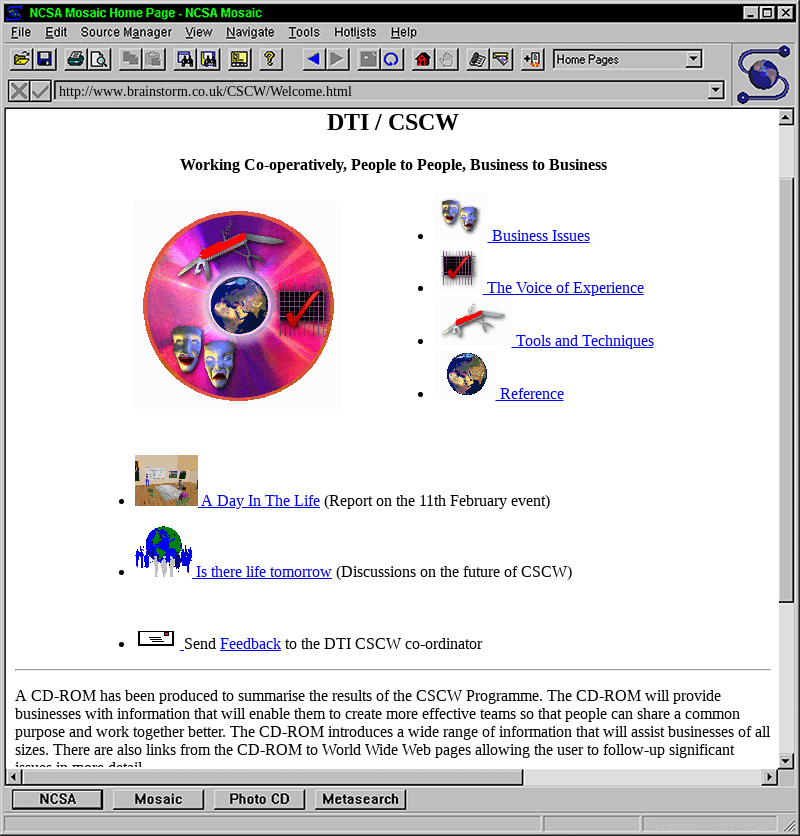 NCSA Mosaic Home Page - NCSA Mosaic
File Edit Source Manager View Navigate Tools Hotlists Help
Home Pages
http://www.brainstorm.co.uk/CSCW/Welcome.html
DTI / CSCW
Working Co-operatively, People to People, Business to Business
Business Issues
The Voice of Experience
Tools and Techniques
Reference
A Day In The Life (Report on the 11th February event)
Is there life tomorrow (Discussions on the future of CSCW)
Send Feedback to the DTI CSCW co-ordinator
A CD-ROM has been produced to summarise the results of the CSCW Programme. The CD-ROM will provide
businesses with information that will enable them to create more effective teams so that people can share a common
purpose and work together better. The CD-ROM introduces a wide range of information that will assist businesses of all
sizes. There are also links from the CD-ROM to World Wide Web pages allowing the user to follow-up significant
issues in more detail
NCSA Mosaic Photo CD Metasearch